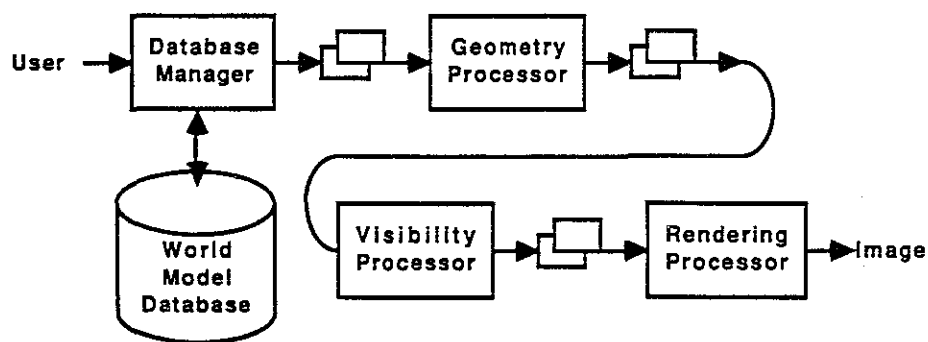 User
Database
Manager
Geometry
Processor
World
Model
Database
Visibility
Processor
Rendering
Processor
Image